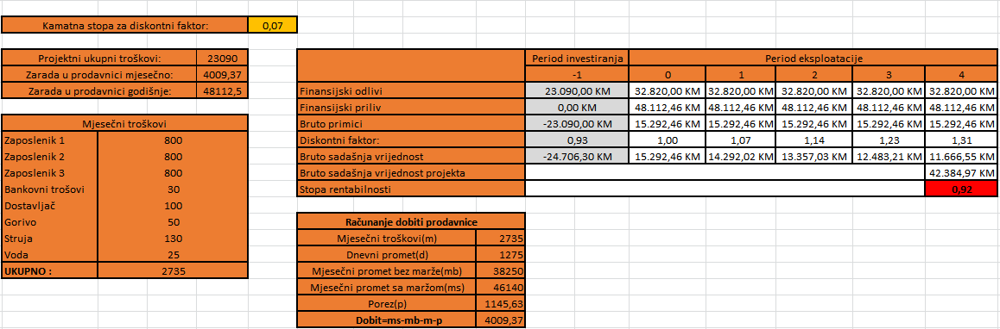 Kamatna stopa za diskontni faktor: 0,07
Projektni ukupni troškovi: 23090
Zarada u prodavnici mjesečno: 4009,37
Zarada u prodavnici godišnje: 48112,5
Mjesečni troškovi
Zaposlenik 1 800
Zaposlenik 2 800
Zaposlenik 3 800
Bankovni trošovi 30
Dostavljač 100
Gorivo 50
Struja 130
Voda 25
UKUPNO : 2735
Period investiranja Period eksploatacije
-1 0 1 2 3 4
Finansijski odlivi 23.090,00 KM 32.820,00 KM 32.820,00 KM 32.820,00 KM 32.820,00 KM 32.820,00 KM
Finansijski priliv 0,00 KM 48.112,46 KM 48.112,46 KM 48.112,46 KM 48.112,46 KM 48.112,46 KM
Bruto primici -23.090,00 KM 15.292,46 KM 15.292,46 KM 15.292,46 KM 15.292,46 KM 15.292,46 KM
Diskontni faktor: 0,93 1,00 1,07 1,14 1,23 1,31
Bruto sadašnja vrijednost -24.706,30 KM 15.292,46 KM 14.292,02 KM 13.357,03 KM 12.483,21 KM 11.666,55 KM
Bruto sadašnja vrijednost projekta 42.384,97 KM
Stopa rentabilnosti 0,92
Računanje dobiti prodavnice
Mjesečni troškovi(m) 2735
Dnevni promet(d) 1275
Mjesečni promet bez marže(mb) 38250
Mjesečni promet sa maržom(ms) 46140
Porez(p) 1145,63
Dobit=ms-mb-m-p 4009,37